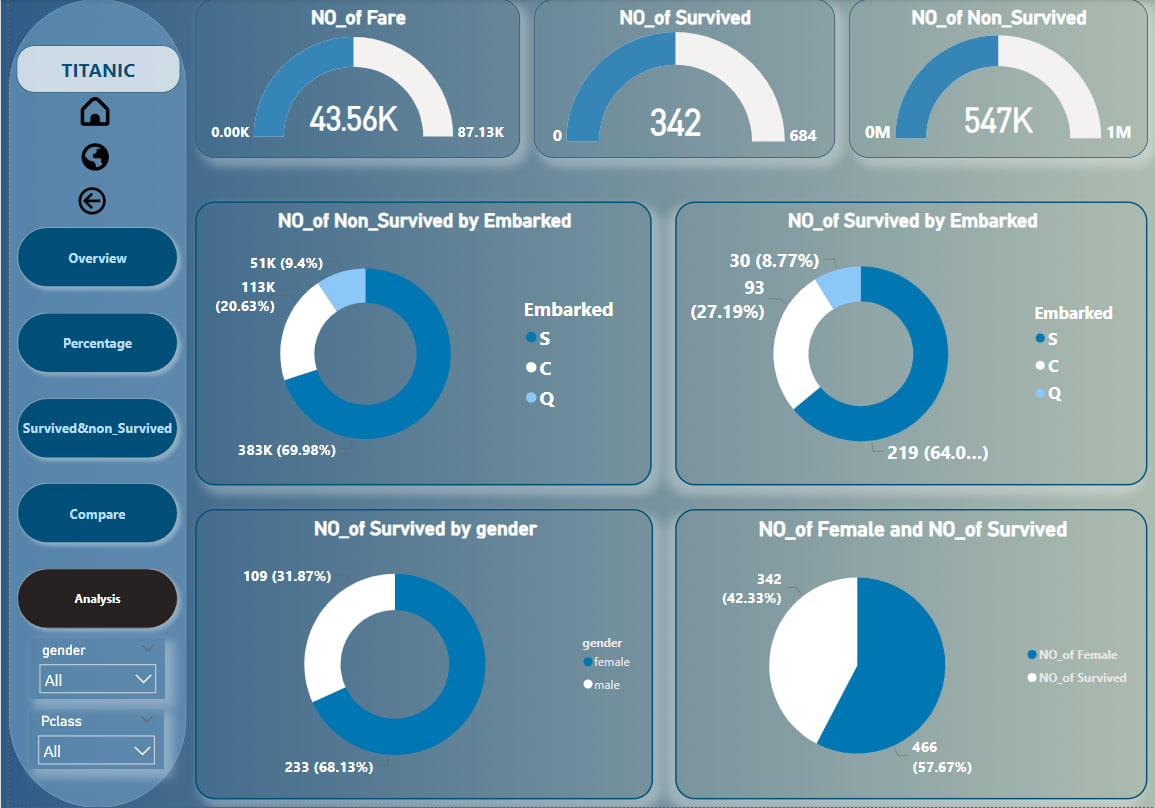 TITANIC
Overview
Percentage
Survived&non_Survived
Compare
Analysis
gender
All
Pclass
All
NO_of Fare
43.56K
0.00K
87.13K
NO_of Survived
342
0
684
NO_of Non_Survived
547K
0M
1M
NO_of Non_Survived by Embarked
51K (9.4%)
113K
(20.63%)
383K (69.98%)
Embarked
S
C
Q
NO_of Survived by Embarked
30 (8.77%)
93
(27.19%)
219 (64.0...)
Embarked
S
C
Q
NO_of Survived by gender
109 (31.87%)
233 (68.13%)
gender
female
male
NO_of Female and NO_of Survived
342
(42.33%)
466
(57.67%)
NO_of Female
NO_of Survived